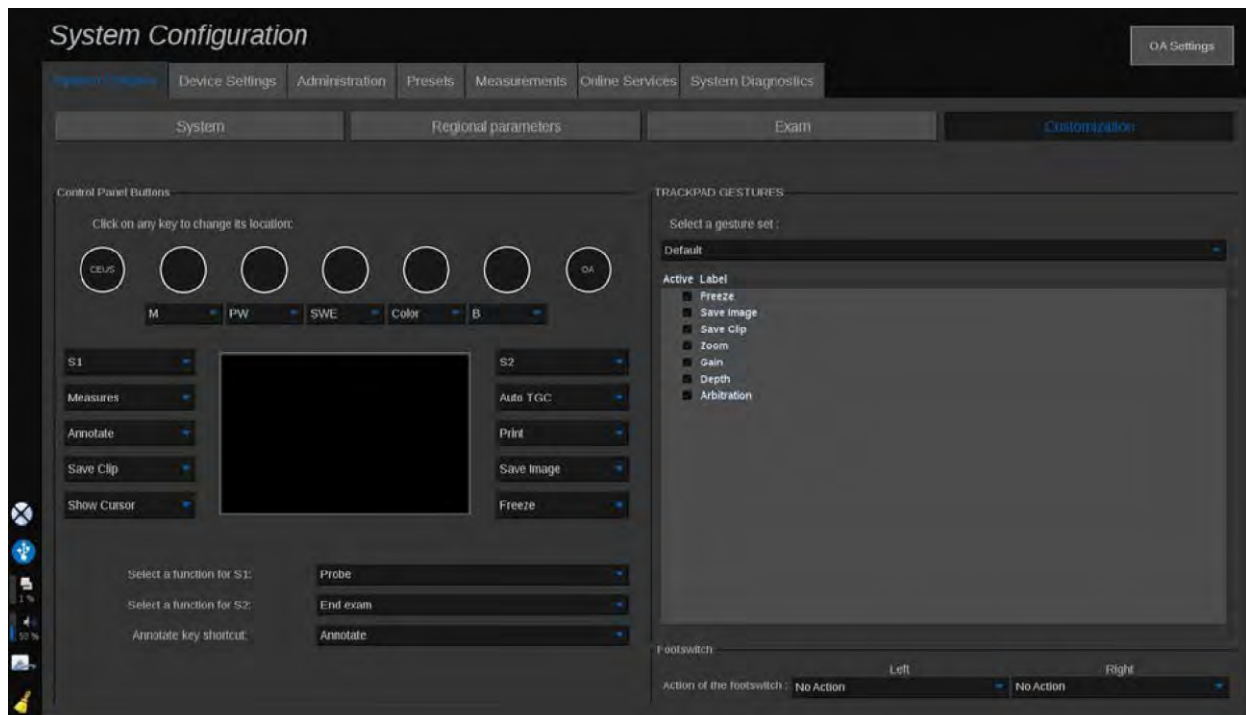 System Configuration
OA Settings
Device Settings Administration Presets Measurements Online Services System Diagnostics
System Regional parameters Exam Customization
Control Panel Buttons
Click on any key to change its location:
CEUS OA
M PW SWE Color B
S1 S2
Measures Auto TGC
Annotate Print
Save Clip Save Image
Show Cursor Freeze
Select a function for S1: Probe
Select a function for S2: End exam
Annotate key shortcut: Annotate
TRACKPAD GESTURES
Select a gesture set :
Default
Active Label
Freeze
Save Image
Save Clip
Zoom
Gain
Depth
Arbitration
Footswitch
Left Right
Action of the footswitch : No Action No Action
1 %
50 %